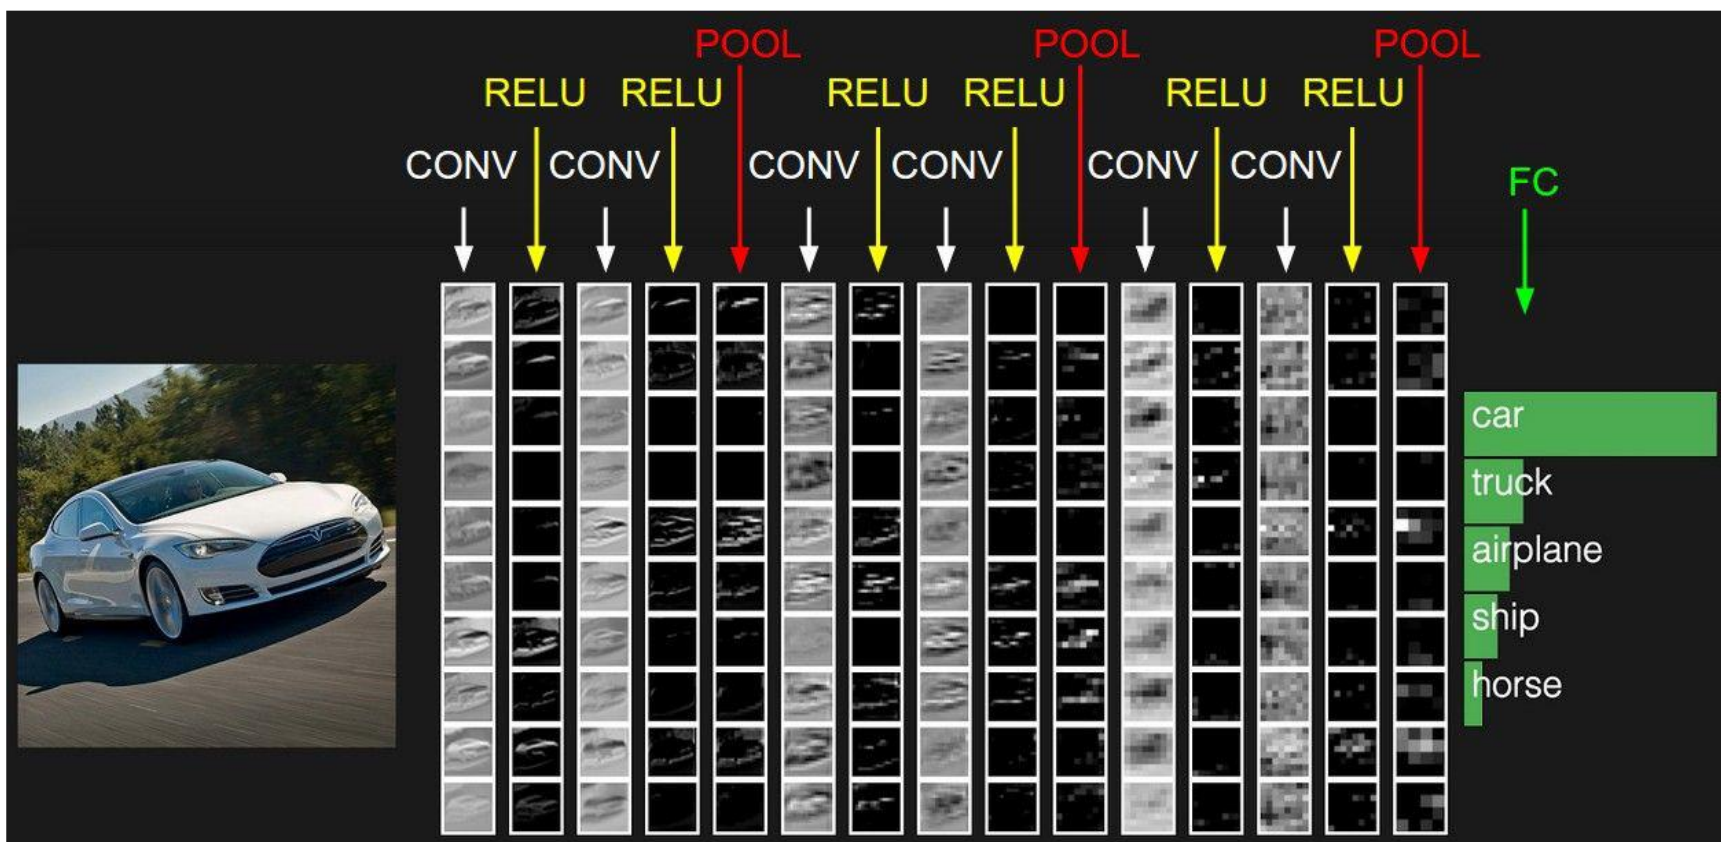 POOL POOL POOL
RELU RELU RELU RELU RELU RELU
CONV CONV CONV CONV CONV CONV
FC
car
truck
airplane
ship
horse